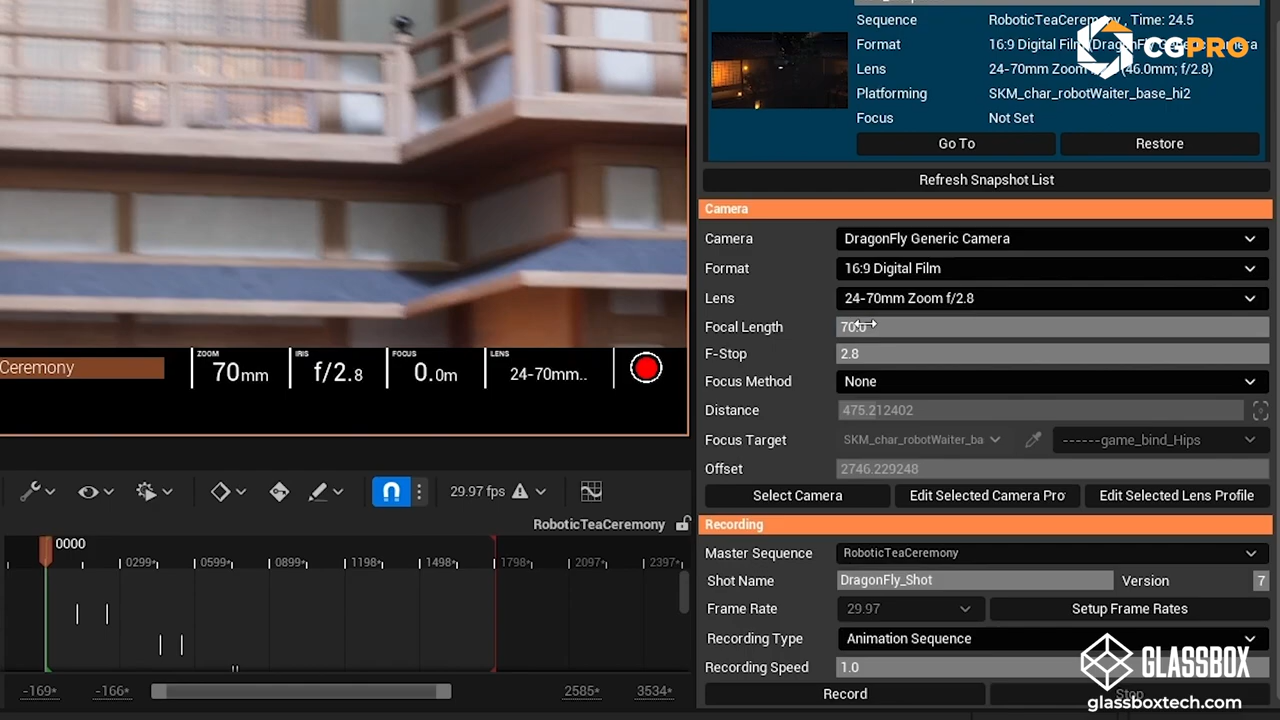 Sequence RoboticTeaCeremony , Time: 24.5
Format 16:9 Digital Film (DragonFly Generic Camera
Lens 24-70mm Zoom (46.0mm; f/2.8)
Platforming SKM_char_robotWaiter_base_hi2
Focus Not Set
Go To Restore
CGPRO
Refresh Snapshot List
Camera
Camera DragonFly Generic Camera
Format 16:9 Digital Film
Lens 24-70mm Zoom f/2.8
Focal Length 70.0
F-Stop 2.8
Focus Method None
Distance 475.212402
Focus Target SKM_char_robotWaiter_ba ------game_bind_Hips
Offset 2746.229248
Select Camera Edit Selected Camera Pro Edit Selected Lens Profile
Recording
Master Sequence RoboticTeaCeremony
Shot Name DragonFly_Shot Version 7
Frame Rate 29.97 Setup Frame Rates
Recording Type Animation Sequence
Recording Speed 1.0
Record Stop
Ceremony
ZOOM IRIS FOCUS LENS
70mm f/2.8 0.0m 24-70mm..
29.97 fps
RoboticTeaCeremony
0000
0299* 0599* 0899* 1198* 1498* 1798* 2097* 2397*
-169* -166* 2585* 3534*
GLASSBOX
glassboxtech.com